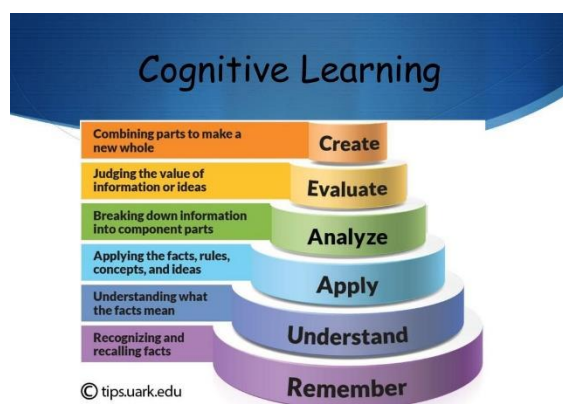 Cognitive Learning
Combining parts to make a
new whole
Create
Judging the value of
information or ideas
Evaluate
Breaking down information
into component parts
Analyze
Applying the facts, rules,
concepts, and ideas
Apply
Understanding what
the facts mean
Understand
Recognizing and
recalling facts
Remember
© tips.uark.edu